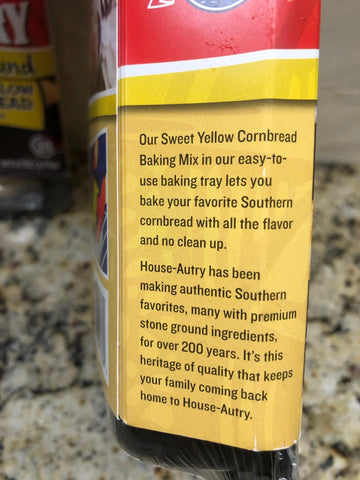 Our Sweet Yellow Cornbread
Baking Mix in our easy-to-
use baking tray lets you
bake your favorite Southern
cornbread with all the flavor
and no clean up.
House-Autry has been
making authentic Southern
favorites, many with premium
stone ground ingredients,
for over 200 years. It's this
heritage of quality that keeps
your family coming back
home to House-Autry.